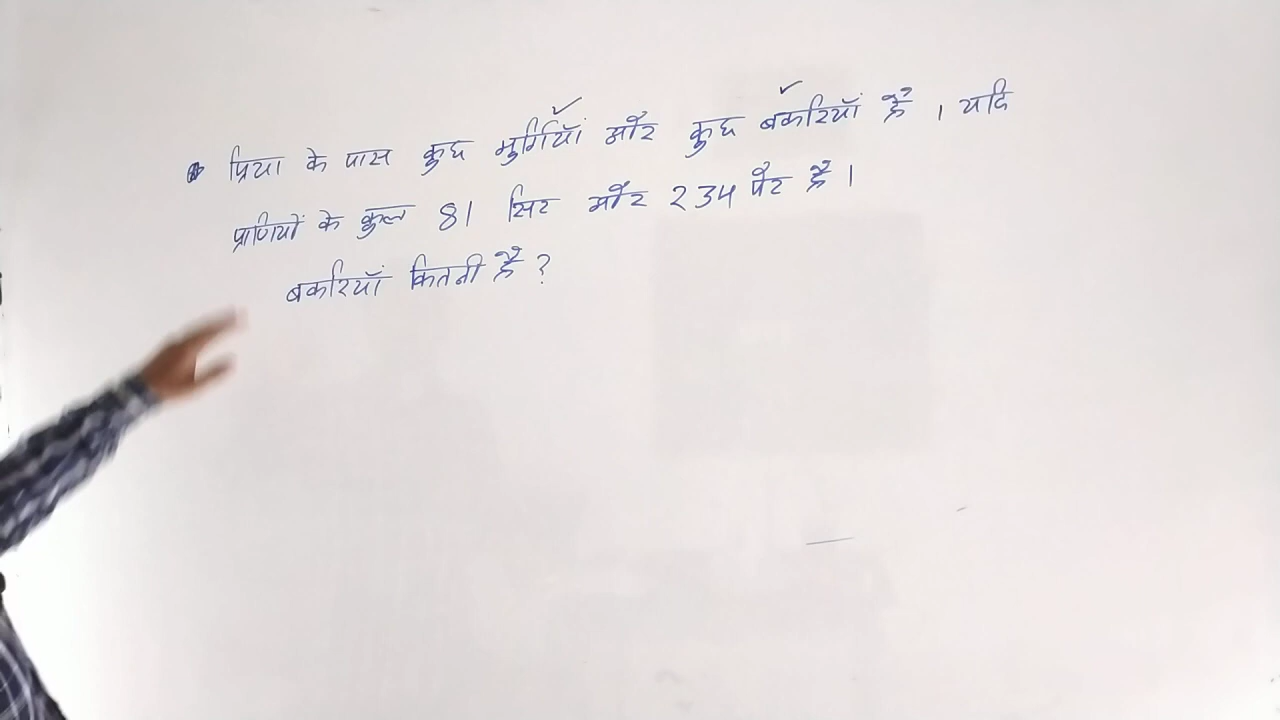 प्रिया के पास कुछ मुर्गियाँ और कुछ बकरियाँ हैं । यदि
प्राणियों के कुल 81 सिर और 234 पैर हैं ।
बकरियाँ कितनी हैं ?